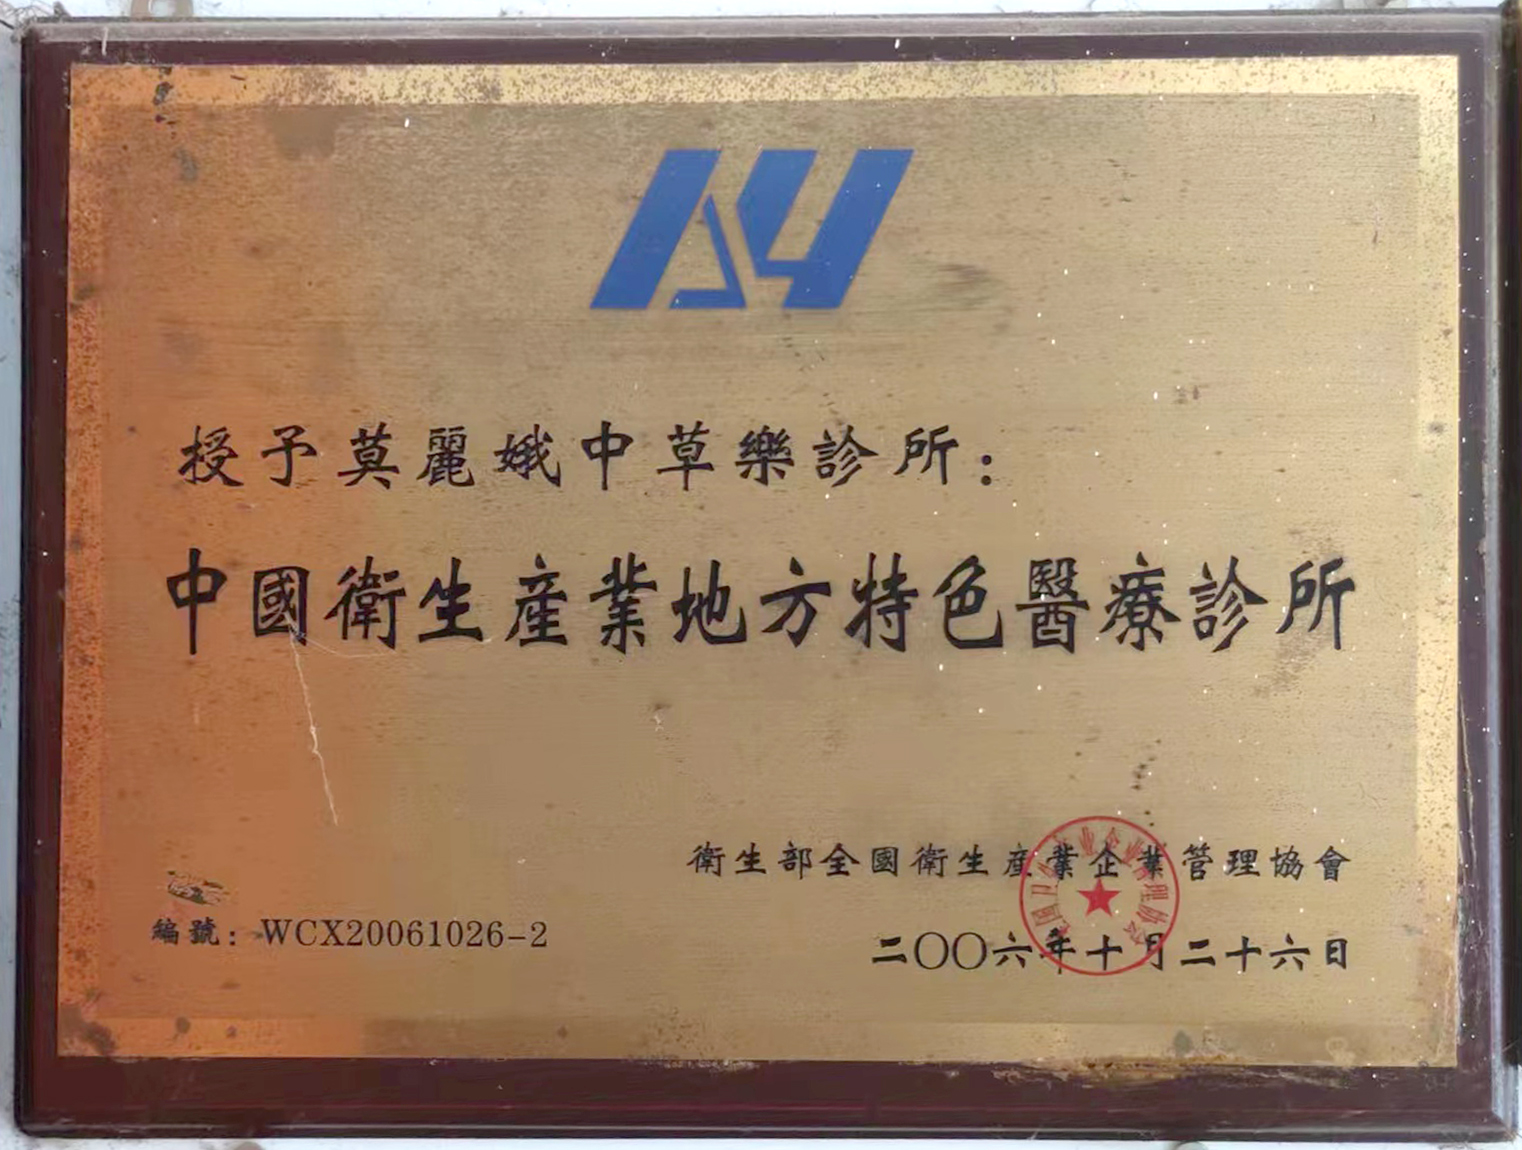 授予莫麗娥中草樂診所：
中國衛生產業地方特色醫療診所
衛生部全國衛生產業企業管理協會
編號：WCX20061026-2
二〇〇六年十月二十六日